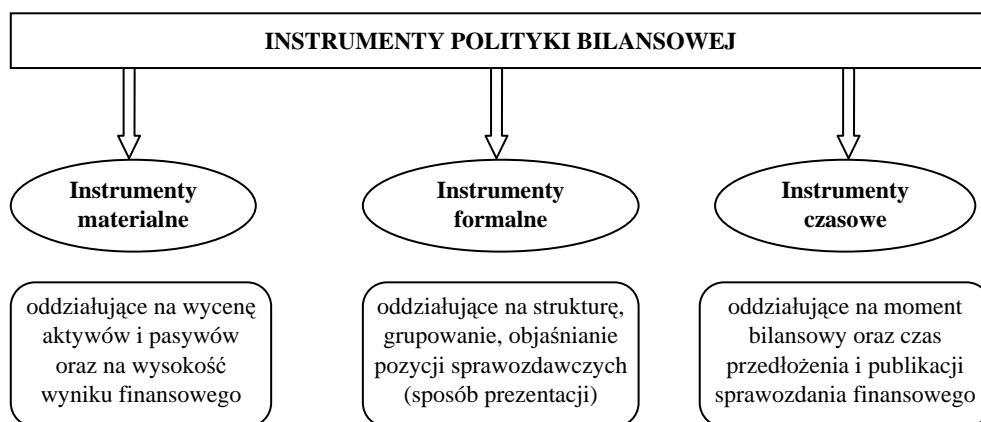 INSTRUMENTY POLITYKI BILANSOWEJ
Instrumenty
materialne
Instrumenty
formalne
Instrumenty
czasowe
oddziałujące na wycenę
aktywów i pasywów
oraz na wysokość
wyniku finansowego
oddziałujące na strukturę,
grupowanie, objaśnianie
pozycji sprawozdawczych
(sposób prezentacji)
oddziałujące na moment
bilansowy oraz czas
przedłożenia i publikacji
sprawozdania finansowego